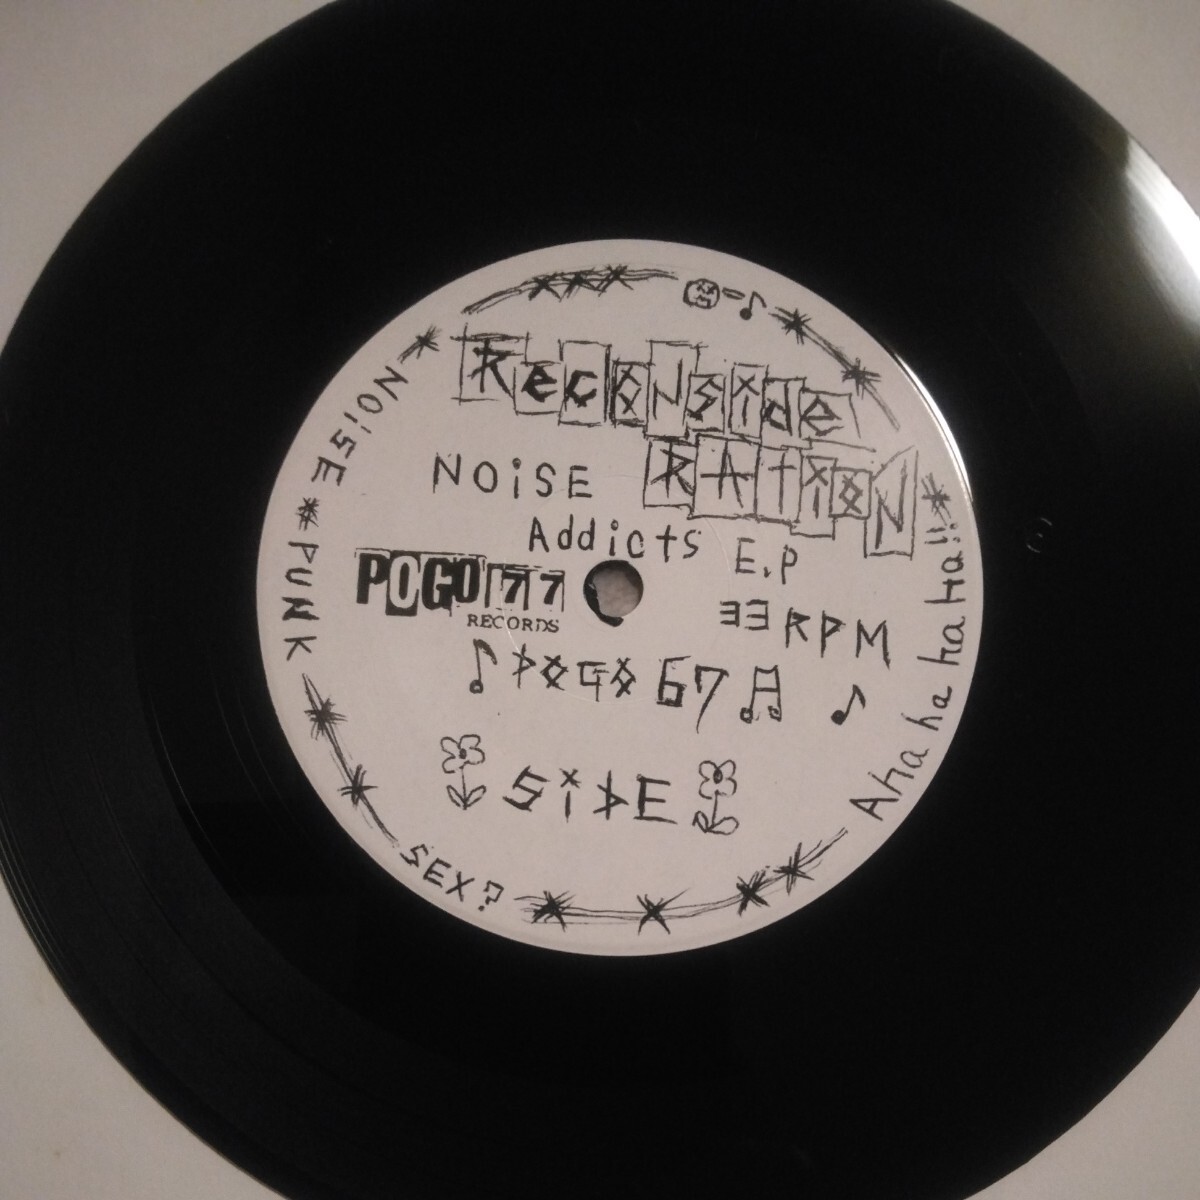 ReconSide
RATiON
NOiSE
Addicts E.P
POGO 77
RECORDS
33 RPM
POGO 67
SiDE
NOiSE * PUNK
SEX?
Aha ha ha ha Ha!!